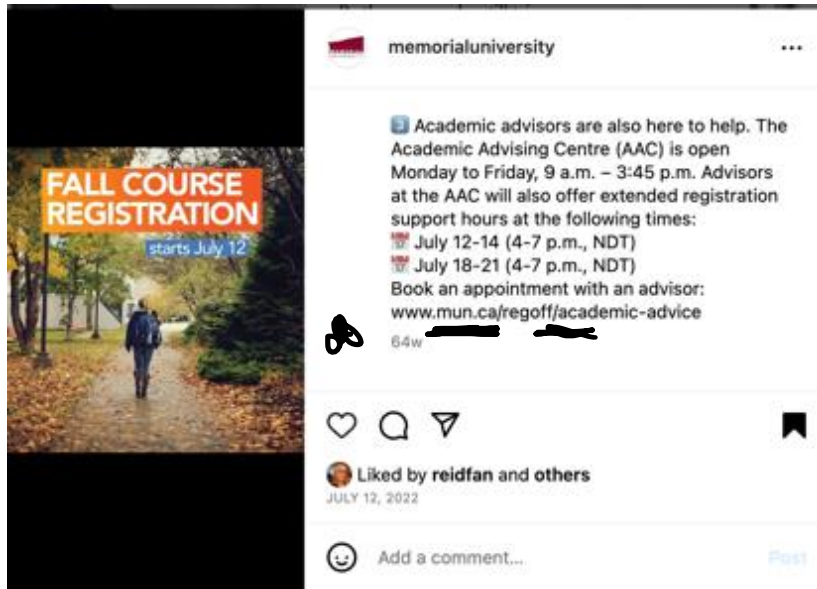 memorialuniversity
FALL COURSE
REGISTRATION
starts July 12
3 Academic advisors are also here to help. The
Academic Advising Centre (AAC) is open
Monday to Friday, 9 a.m. – 3:45 p.m. Advisors
at the AAC will also offer extended registration
support hours at the following times:
July 12-14 (4-7 p.m., NDT)
July 18-21 (4-7 p.m., NDT)
Book an appointment with an advisor:
www.mun.ca/regoff/academic-advice
64w
Liked by reidfan and others
JULY 12, 2022
Add a comment...
Post